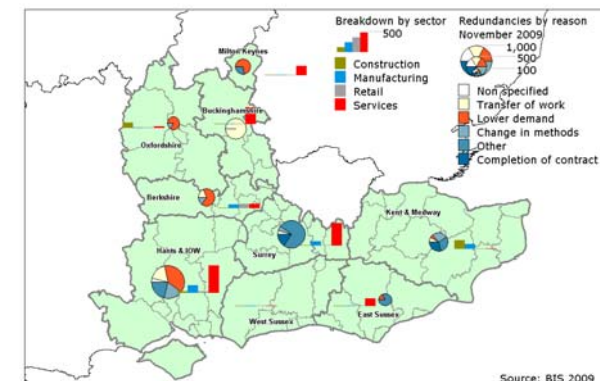 Breakdown by sector
500
Construction
Manufacturing
Retail
Services
Redundancies by reason
November 2009
1,000
500
100
Non specified
Transfer of work
Lower demand
Change in methods
Other
Completion of contract
Milton Keynes
Buckinghamshire
Oxfordshire
Berkshire
Kent & Medway
Hants & IOW
Surrey
West Sussex
East Sussex
Source: BIS 2009